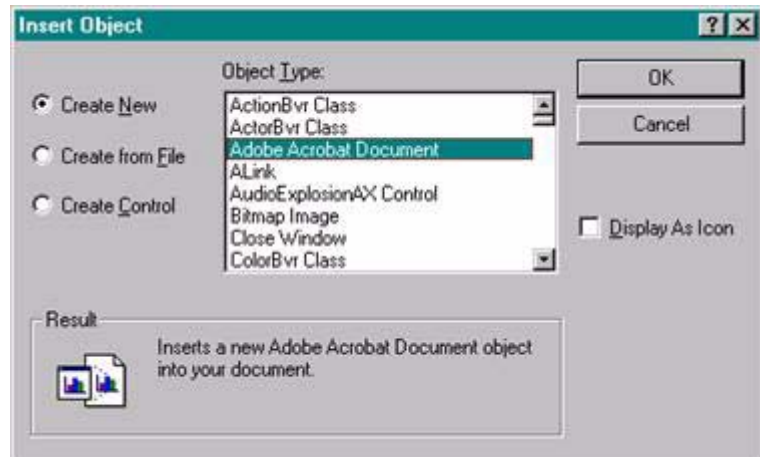 Insert Object
Object Type:
Create New
Create from File
Create Control
ActionBvr Class
ActorBvr Class
Adobe Acrobat Document
ALink
AudioExplosionAX Control
Bitmap Image
Close Window
ColorBvr Class
OK
Cancel
Display As Icon
Result
Inserts a new Adobe Acrobat Document object
into your document.